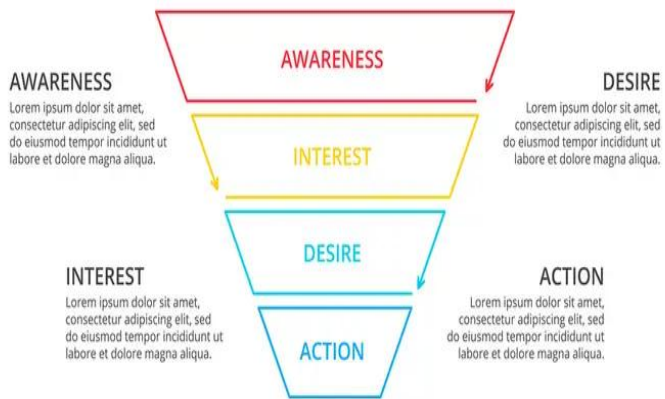 AWARENESS
INTEREST
DESIRE
ACTION
AWARENESS
Lorem ipsum dolor sit amet,
consectetur adipiscing elit, sed
do eiusmod tempor incididunt ut
labore et dolore magna aliqua.
INTEREST
Lorem ipsum dolor sit amet,
consectetur adipiscing elit, sed
do eiusmod tempor incididunt ut
labore et dolore magna aliqua.
DESIRE
Lorem ipsum dolor sit amet,
consectetur adipiscing elit, sed
do eiusmod tempor incididunt ut
labore et dolore magna aliqua.
ACTION
Lorem ipsum dolor sit amet,
consectetur adipiscing elit, sed
do eiusmod tempor incididunt ut
labore et dolore magna aliqua.